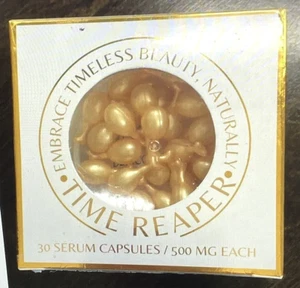 EMBRACE TIMELESS BEAUTY, NATURALLY
• TIME REAPER •
30 SERUM CAPSULES / 500 MG EACH